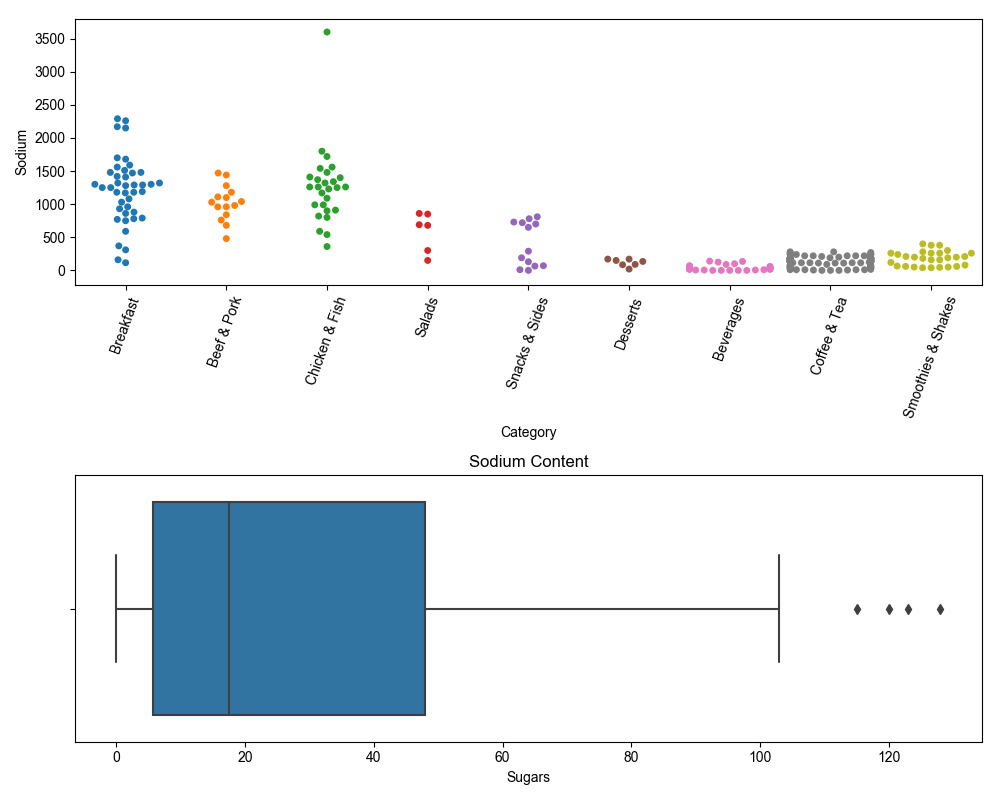 3500
3000
2500
2000
1500
1000
500
0
Sodium
Breakfast
Beef & Pork
Chicken & Fish
Salads
Snacks & Sides
Desserts
Beverages
Coffee & Tea
Smoothies & Shakes
Category
Sodium Content
0 20 40 60 80 100 120
Sugars